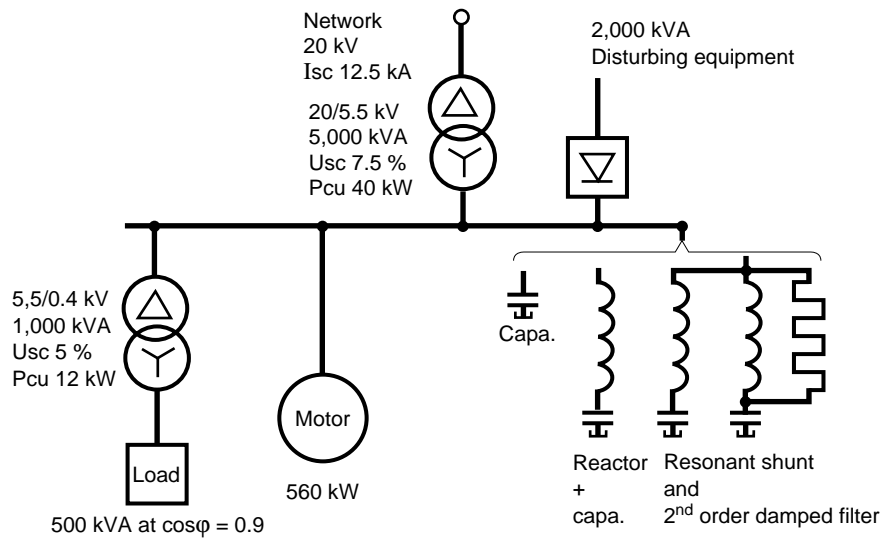 Network
20 kV
Isc 12.5 kA
20/5.5 kV
5,000 kVA
Usc 7.5 %
Pcu 40 kW
2,000 kVA
Disturbing equipment
5,5/0.4 kV
1,000 kVA
Usc 5 %
Pcu 12 kW
Load
500 kVA at cosφ = 0.9
Motor
560 kW
Capa.
Reactor
+
capa.
Resonant shunt
and
2nd order damped filter